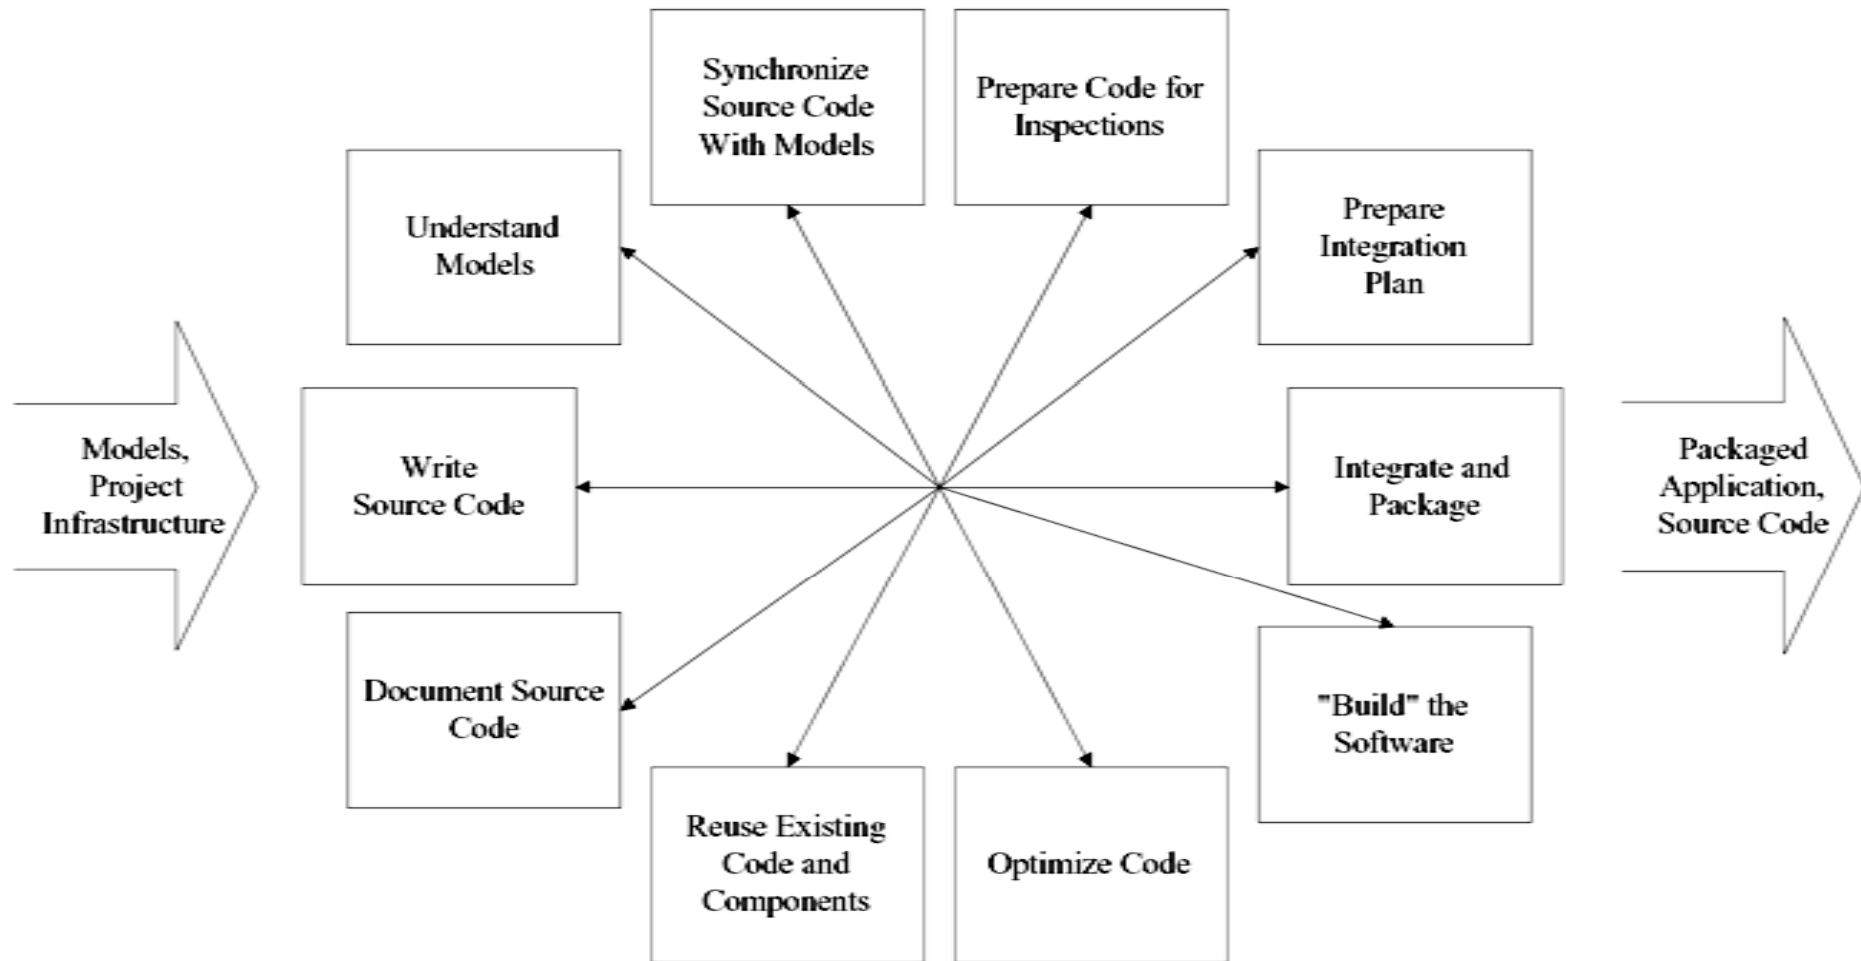 Synchronize
Source Code
With Models
Prepare Code for
Inspections
Understand
Models
Prepare
Integration
Plan
Models,
Project
Infrastructure
Write
Source Code
Integrate and
Package
Packaged
Application,
Source Code
Document Source
Code
"Build" the
Software
Reuse Existing
Code and
Components
Optimize Code